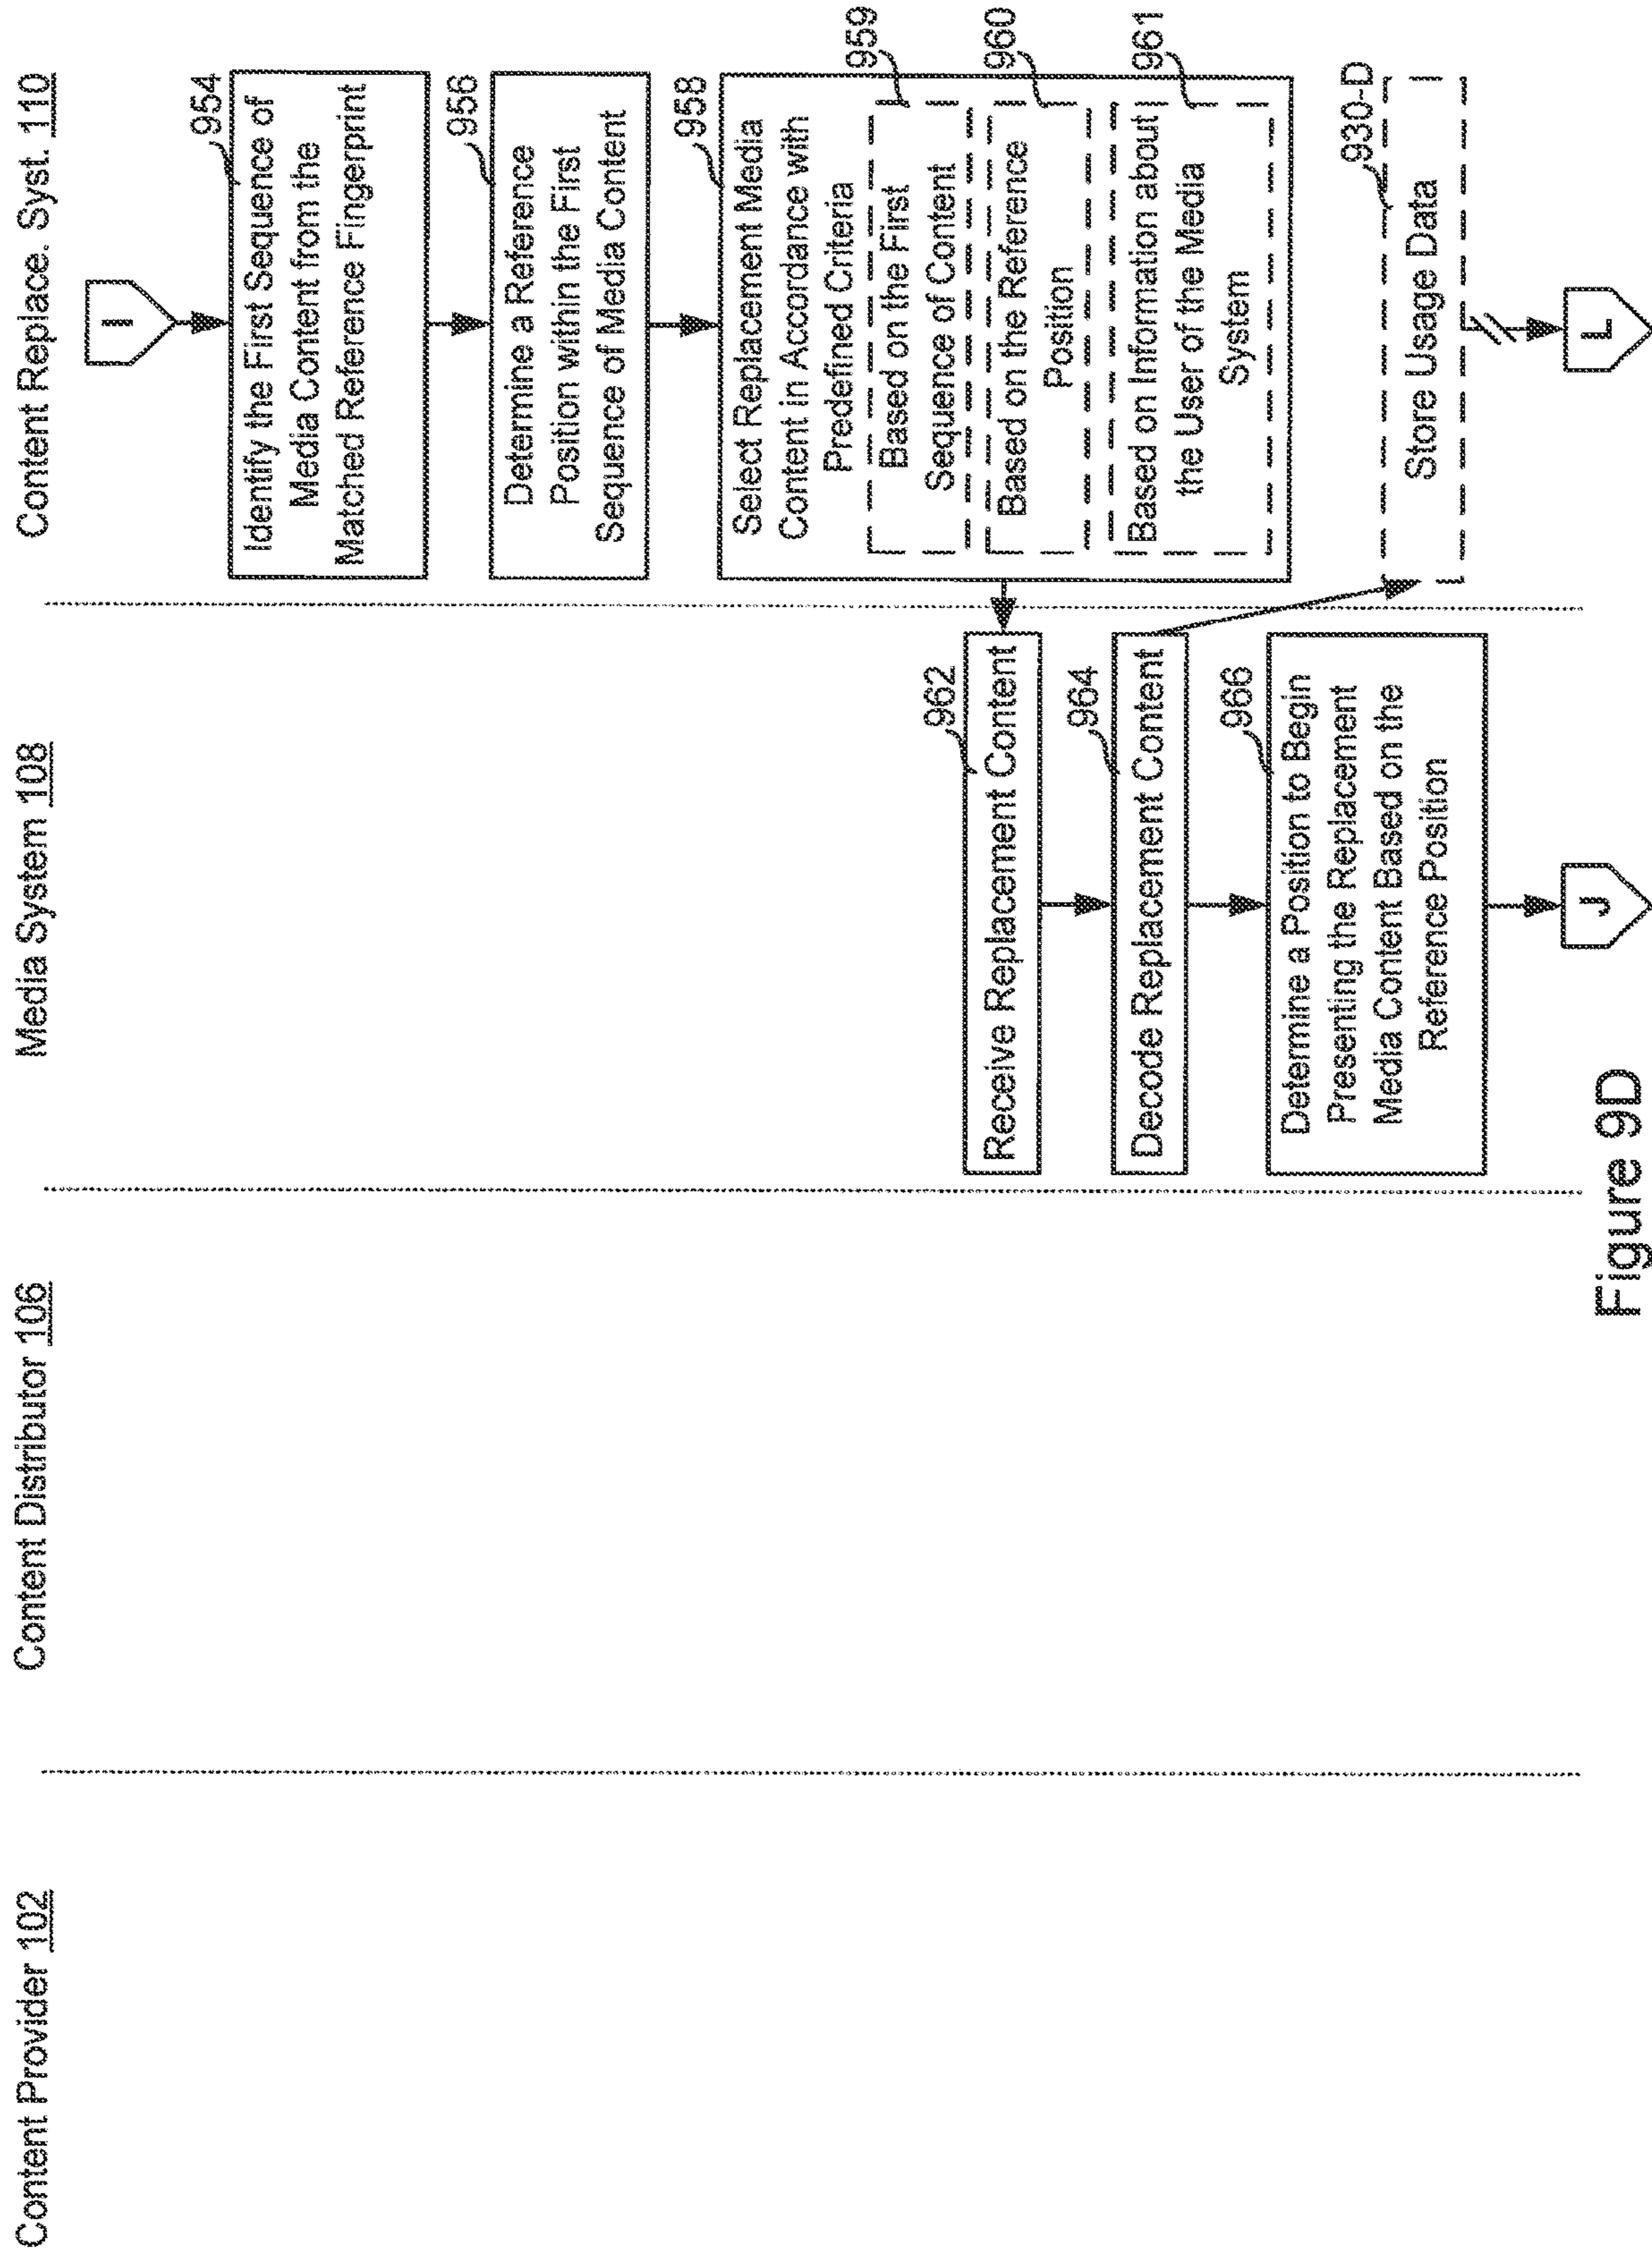 Content Provider 102
Content Distributor 106
Media System 108
Content Replace. Syst. 110
I
954
Identify the First Sequence of
Media Content from the
Matched Reference Fingerprint
956
Determine a Reference
Position within the First
Sequence of Media Content
958
Select Replacement Media
Content in Accordance with
Predefined Criteria
959
Based on the First
Sequence of Content
960
Based on the Reference
Position
961
Based on Information about
the User of the Media
System
962
Receive Replacement Content
964
Decode Replacement Content
966
Determine a Position to Begin
Presenting the Replacement
Media Content Based on the
Reference Position
930-D
Store Usage Data
J
L
Figure 9D